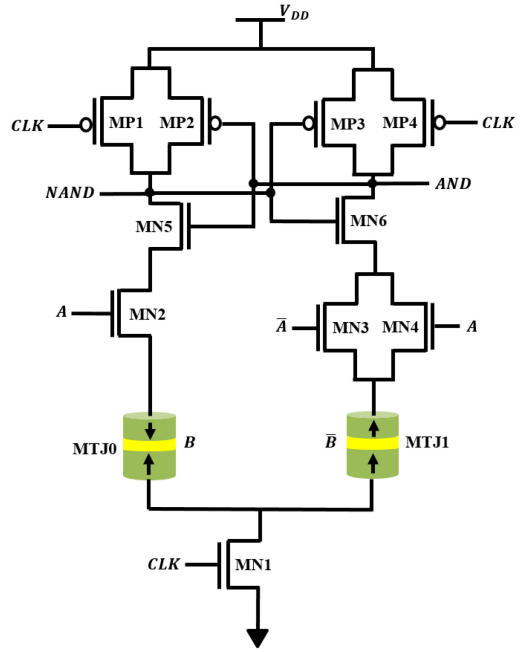 V_DD
CLK MP1 MP2 MP3 MP4 CLK
NAND AND
MN5 MN6
A MN2 A̅ MN3 MN4 A
MTJ0 B B̅ MTJ1
CLK MN1